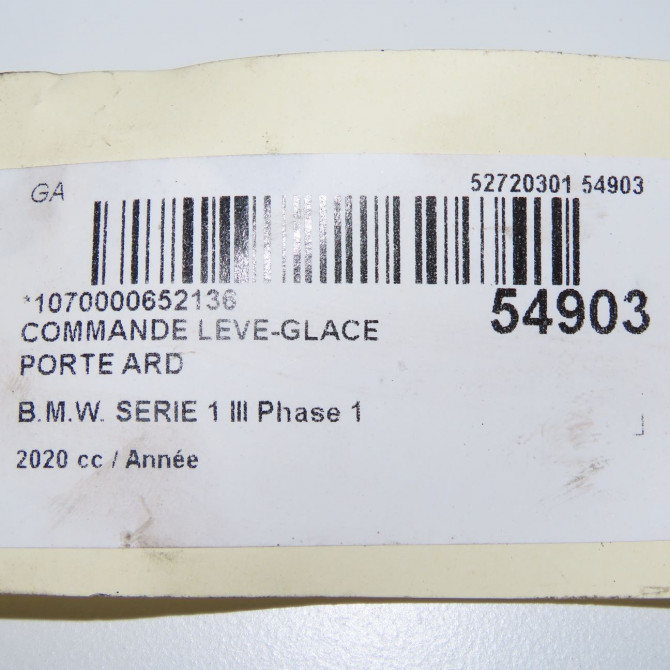 GA
52720301 54903
*1070000652136
54903
COMMANDE LEVE-GLACE
PORTE ARD
B.M.W. SERIE 1 III Phase 1
2020 cc / Année